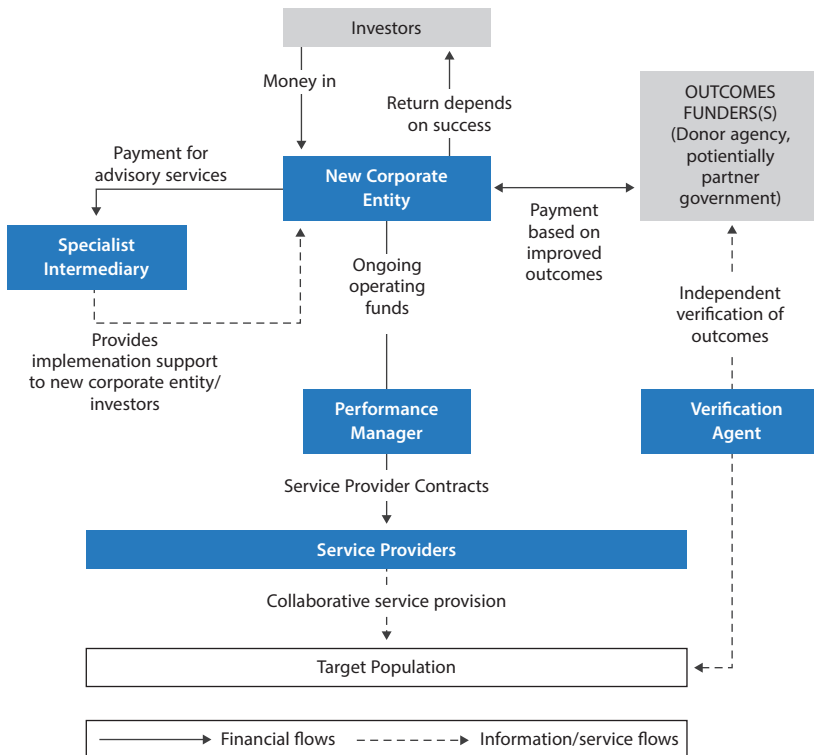 Investors
Money in
Return depends
on success
OUTCOMES
FUNDERS(S)
(Donor agency,
potientially
partner
government)
Payment for
advisory services
New Corporate
Entity
Payment
based on
improved
outcomes
Specialist
Intermediary
Ongoing
operating
funds
Independent
verification of
outcomes
Provides
implemenation support
to new corporate entity/
investors
Performance
Manager
Verification
Agent
Service Provider Contracts
Service Providers
Collaborative service provision
Target Population
Financial flows
Information/service flows